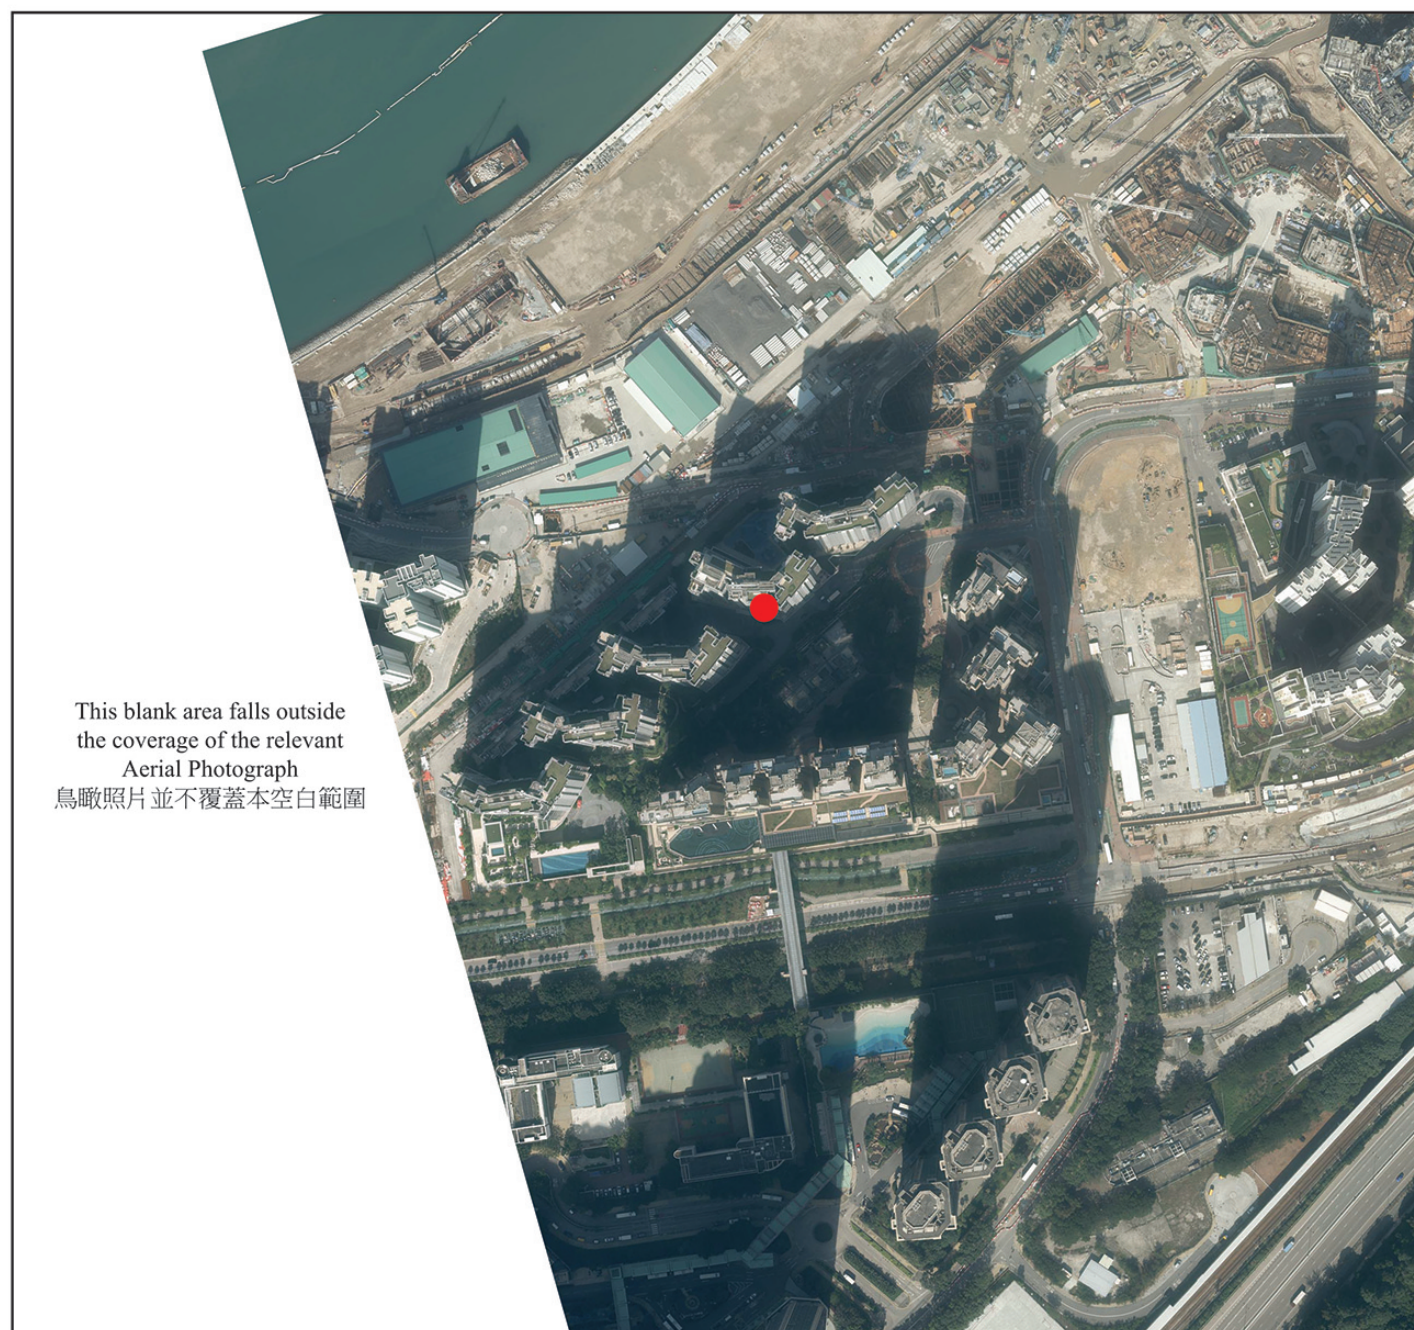 This blank area falls outside
the coverage of the relevant
Aerial Photograph
鳥瞰照片並不覆蓋本空白範圍